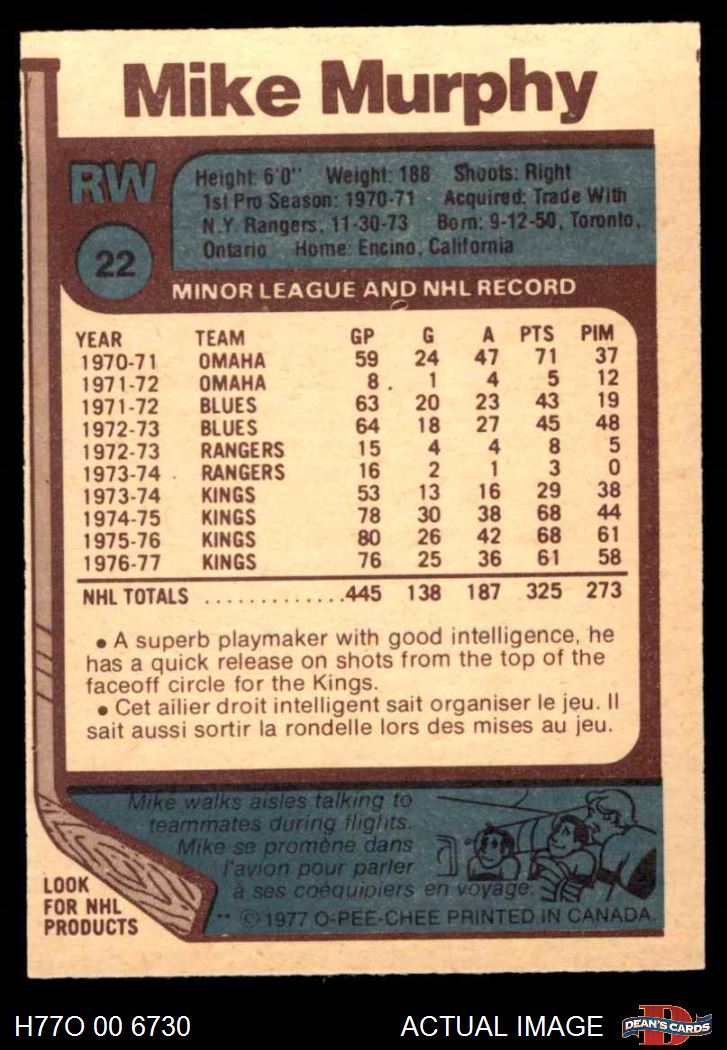 Mike Murphy
RW
22
Height: 6'0" Weight: 188 Shoots: Right
1st Pro Season: 1970-71 Acquired: Trade With
N.Y. Rangers, 11-30-73 Born: 9-12-50, Toronto,
Ontario Home: Encino, California
MINOR LEAGUE AND NHL RECORD
YEAR TEAM GP G A PTS PIM
1970-71 OMAHA 59 24 47 71 37
1971-72 OMAHA 8 1 4 5 12
1971-72 BLUES 63 20 23 43 19
1972-73 BLUES 64 18 27 45 48
1972-73 RANGERS 15 4 4 8 5
1973-74 RANGERS 16 2 1 3 0
1973-74 KINGS 53 13 16 29 38
1974-75 KINGS 78 30 38 68 44
1975-76 KINGS 80 26 42 68 61
1976-77 KINGS 76 25 36 61 58
NHL TOTALS .............445 138 187 325 273
• A superb playmaker with good intelligence, he
has a quick release on shots from the top of the
faceoff circle for the Kings.
• Cet ailier droit intelligent sait organiser le jeu. Il
sait aussi sortir la rondelle lors des mises au jeu.
Mike walks aisles talking to
teammates during flights.
Mike se promène dans
l'avion pour parler
à ses coéquipiers en voyage.
LOOK
FOR NHL
PRODUCTS
** © 1977 O-PEE-CHEE PRINTED IN CANADA.
H77O 00 6730
ACTUAL IMAGE
D
DEAN'S CARDS